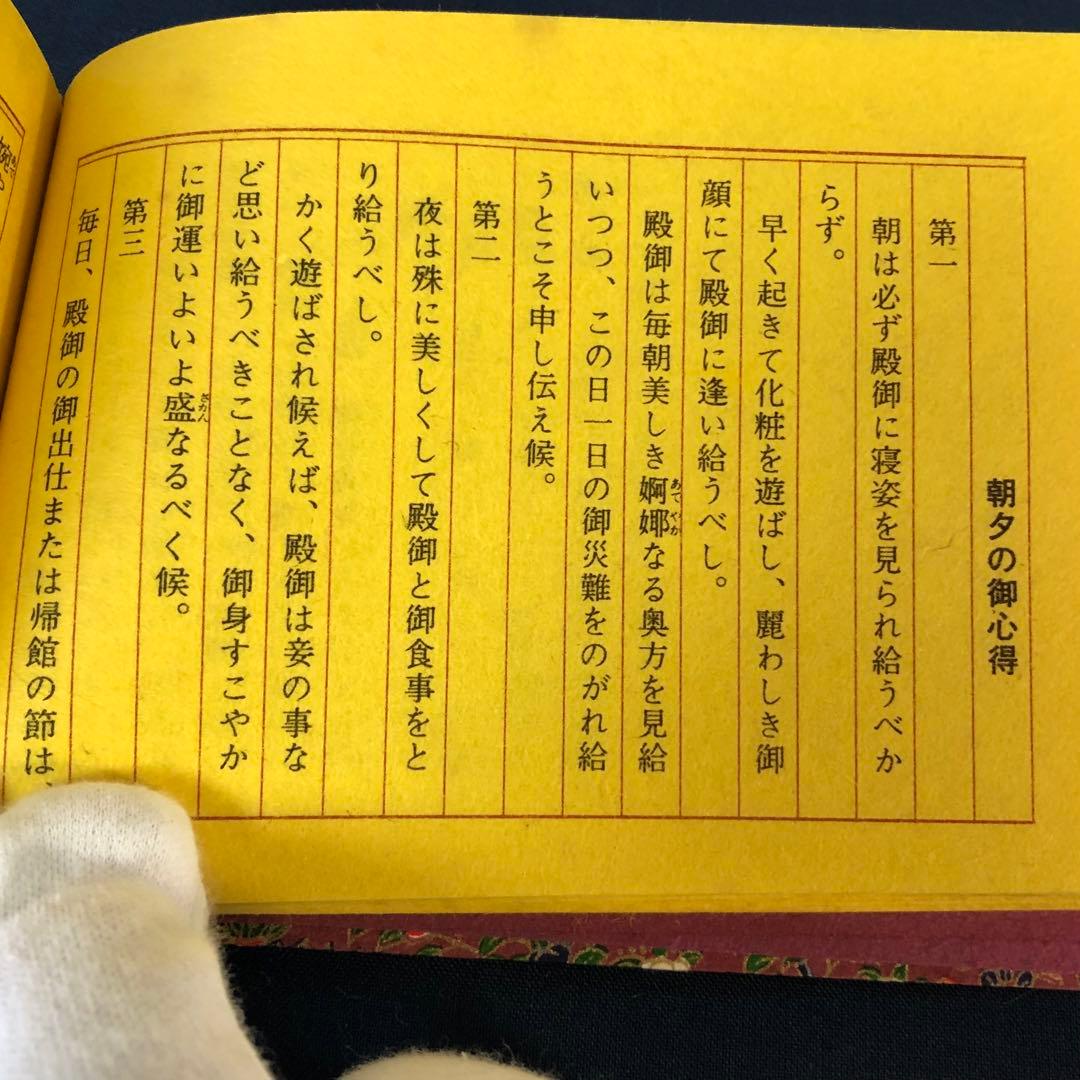 朝夕の御心得
第一
朝は必ず殿御に寝姿を見られ給うべか
らず。
早く起きて化粧を遊ばし、麗わしき御
顔にて殿御に逢い給うべし。
殿御は毎朝美しき婀娜なる奥方を見給
あでやか
いつつ、この日一日の御災難をのがれ給
うとこそ申し伝え候。
第二
夜は殊に美しくして殿御と御食事をと
り給うべし。
かく遊ばされ候えば、殿御は妾の事な
ど思い給うべきことなく、御身すこやか
に御運いよいよ盛なるべく候。
さかん
第三
毎日、殿御の御出仕または帰館の節は、